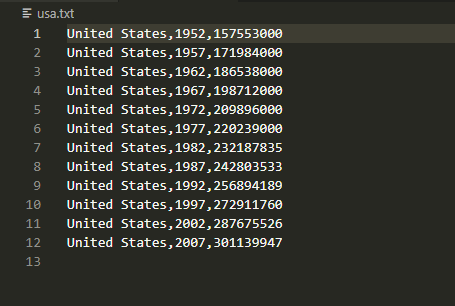 usa.txt
1 United States,1952,157553000
2 United States,1957,171984000
3 United States,1962,186538000
4 United States,1967,198712000
5 United States,1972,209896000
6 United States,1977,220239000
7 United States,1982,232187835
8 United States,1987,242803533
9 United States,1992,256894189
10 United States,1997,272911760
11 United States,2002,287675526
12 United States,2007,301139947
13